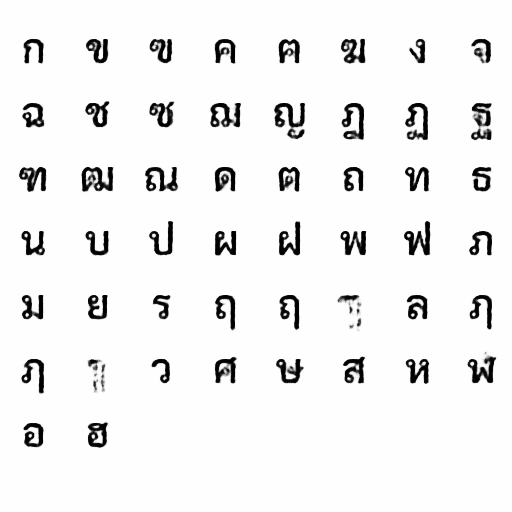 ก ข ฃ ค ฅ ฆ ง จ
ฉ ช ซ ฌ ญ ฎ ฏ ฐ
ฑ ฒ ณ ด ต ถ ท ธ
น บ ป ผ ฝ พ ฟ ภ
ม ย ร ฤ ฤ ล ฦ
ฦ ว ศ ษ ส ห ฬ
อ ฮ